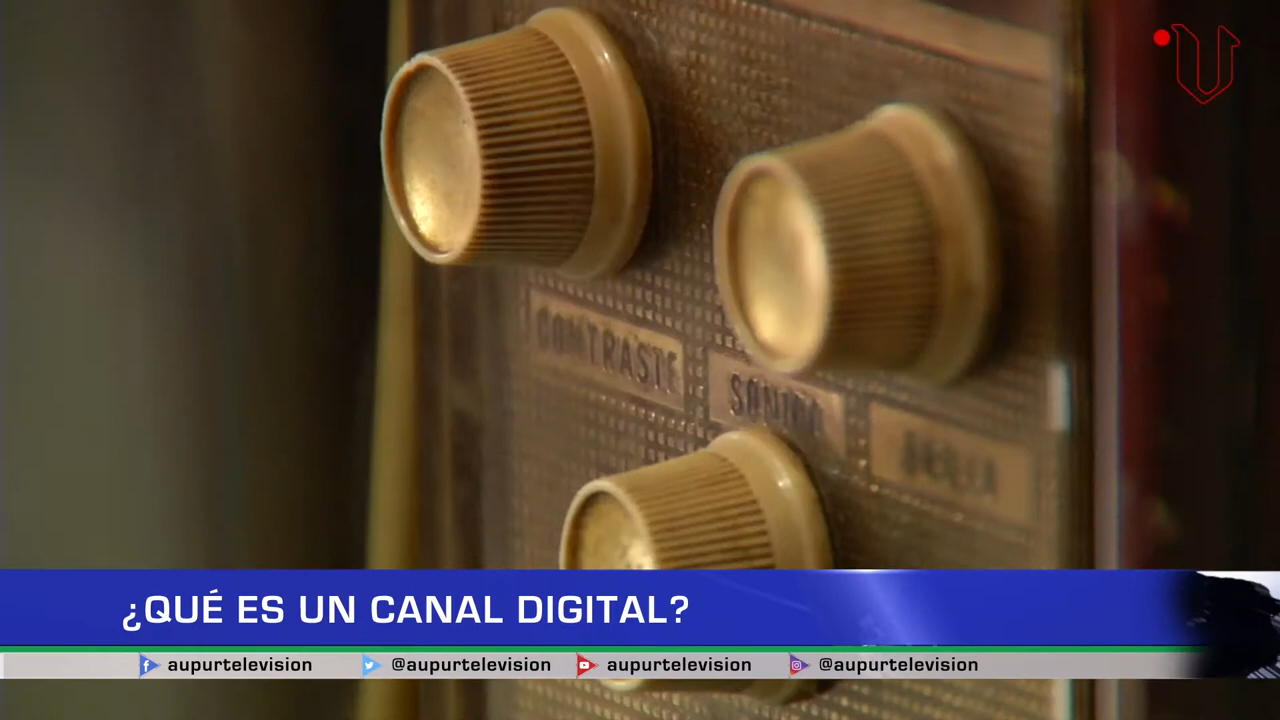 CONTRASTE
SONIDO
¿QUÉ ES UN CANAL DIGITAL?
aupurtelevision @aupurtelevision aupurtelevision @aupurtelevision